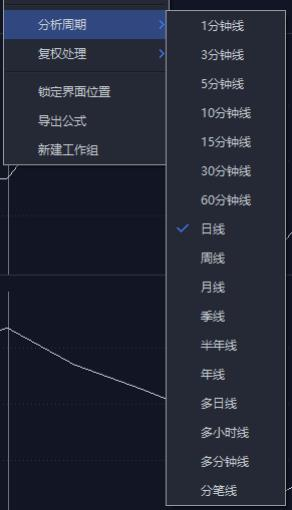 分析周期
复权处理
锁定界面位置
导出公式
新建工作组
1分钟线
3分钟线
5分钟线
10分钟线
15分钟线
30分钟线
60分钟线
日线
周线
月线
季线
半年线
年线
多日线
多小时线
多分钟线
分笔线